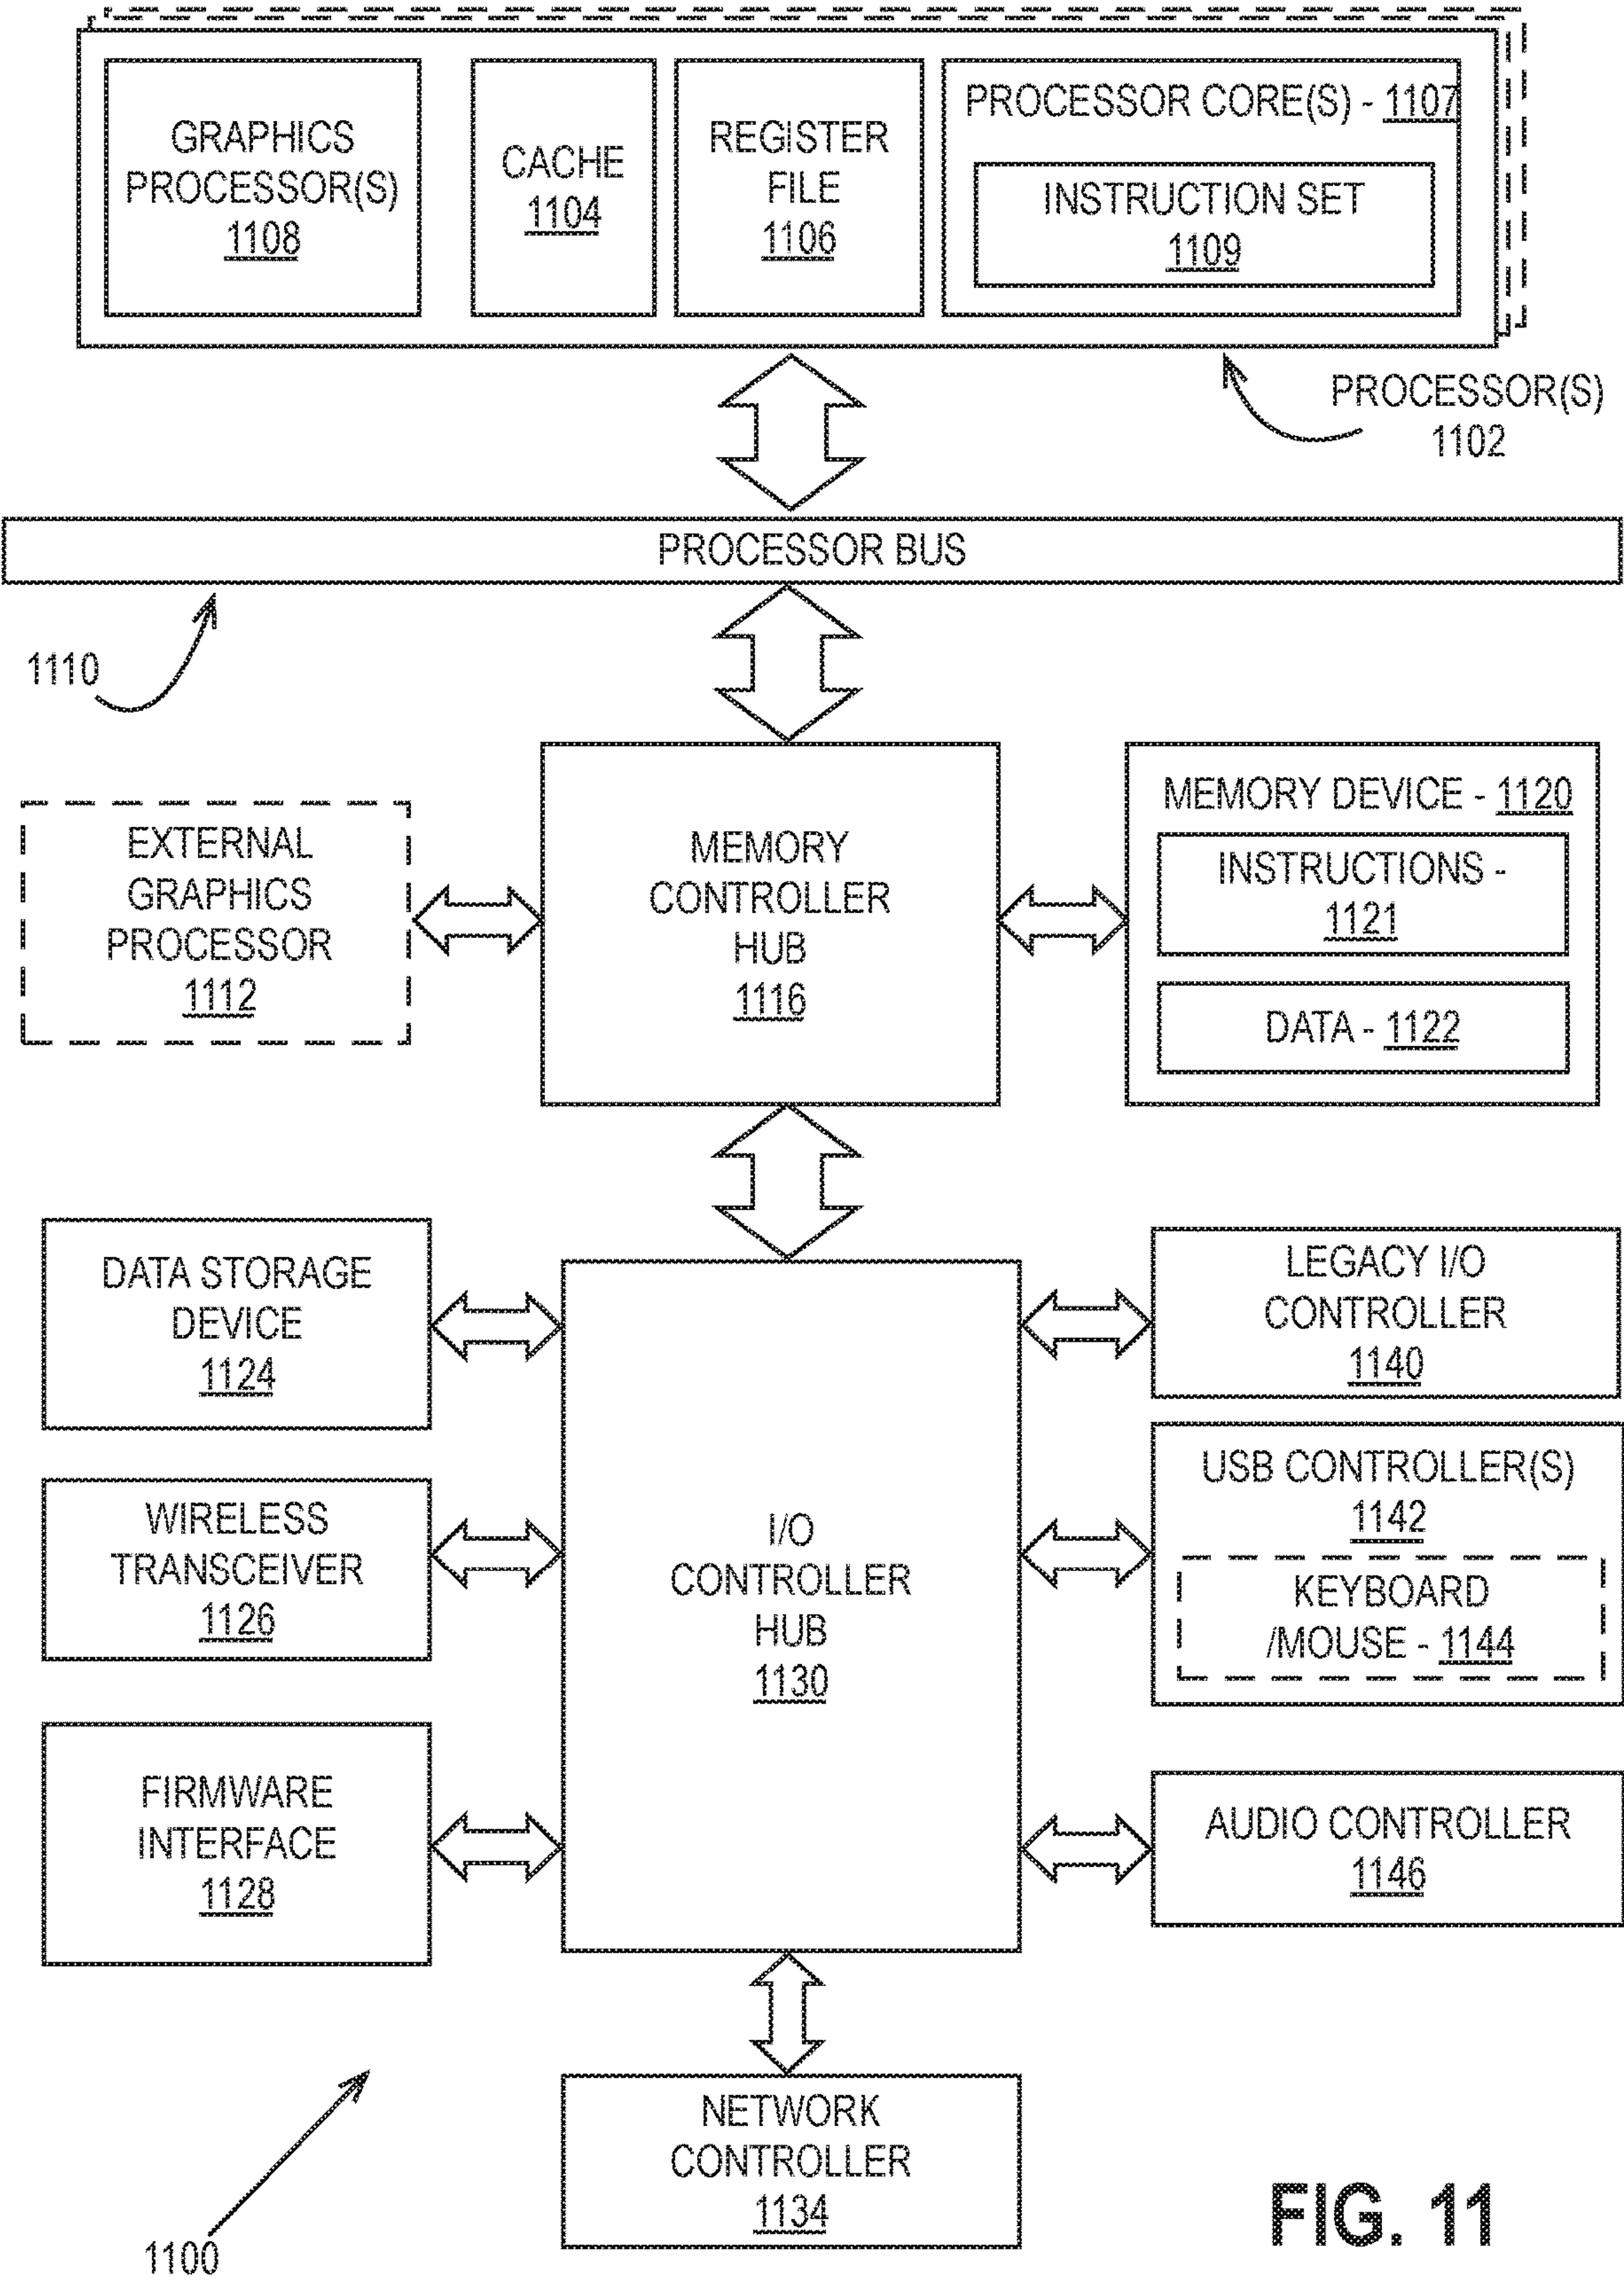 GRAPHICS
PROCESSOR(S)
1108
CACHE
1104
REGISTER
FILE
1106
PROCESSOR CORE(S) - 1107
INSTRUCTION SET
1109
PROCESSOR(S)
1102
PROCESSOR BUS
1110
EXTERNAL
GRAPHICS
PROCESSOR
1112
MEMORY
CONTROLLER
HUB
1116
MEMORY DEVICE - 1120
INSTRUCTIONS -
1121
DATA - 1122
DATA STORAGE
DEVICE
1124
LEGACY I/O
CONTROLLER
1140
WIRELESS
TRANSCEIVER
1126
I/O
CONTROLLER
HUB
1130
USB CONTROLLER(S)
1142
KEYBOARD
/MOUSE - 1144
FIRMWARE
INTERFACE
1128
AUDIO CONTROLLER
1146
NETWORK
CONTROLLER
1134
1100
FIG. 11